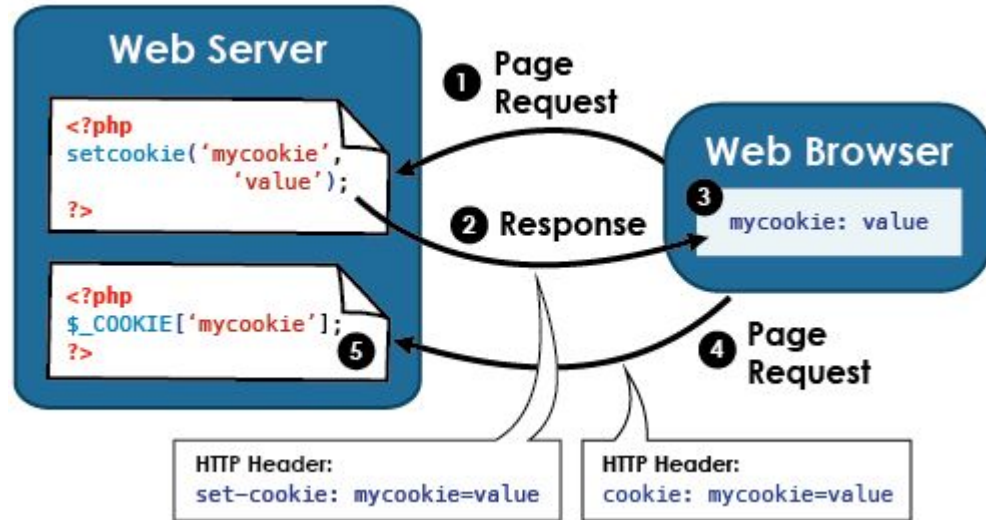 Web Server
<?php
setcookie(‘mycookie’,
‘value’);
?>
<?php
$_COOKIE[‘mycookie’];
?>
5
1 Page
Request
2 Response
Web Browser
3
mycookie: value
4 Page
Request
HTTP Header:
set-cookie: mycookie=value
HTTP Header:
cookie: mycookie=value